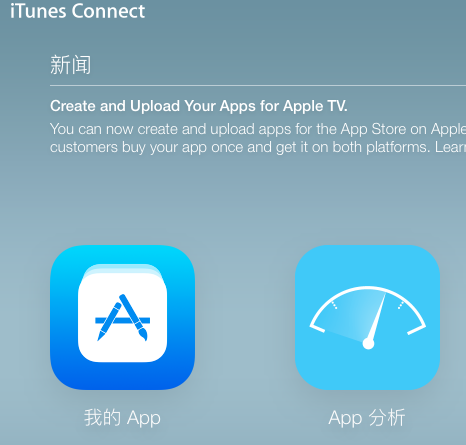 iTunes Connect
新闻
Create and Upload Your Apps for Apple TV.
You can now create and upload apps for the App Store on Apple
customers buy your app once and get it on both platforms. Learn
我的 App
App 分析